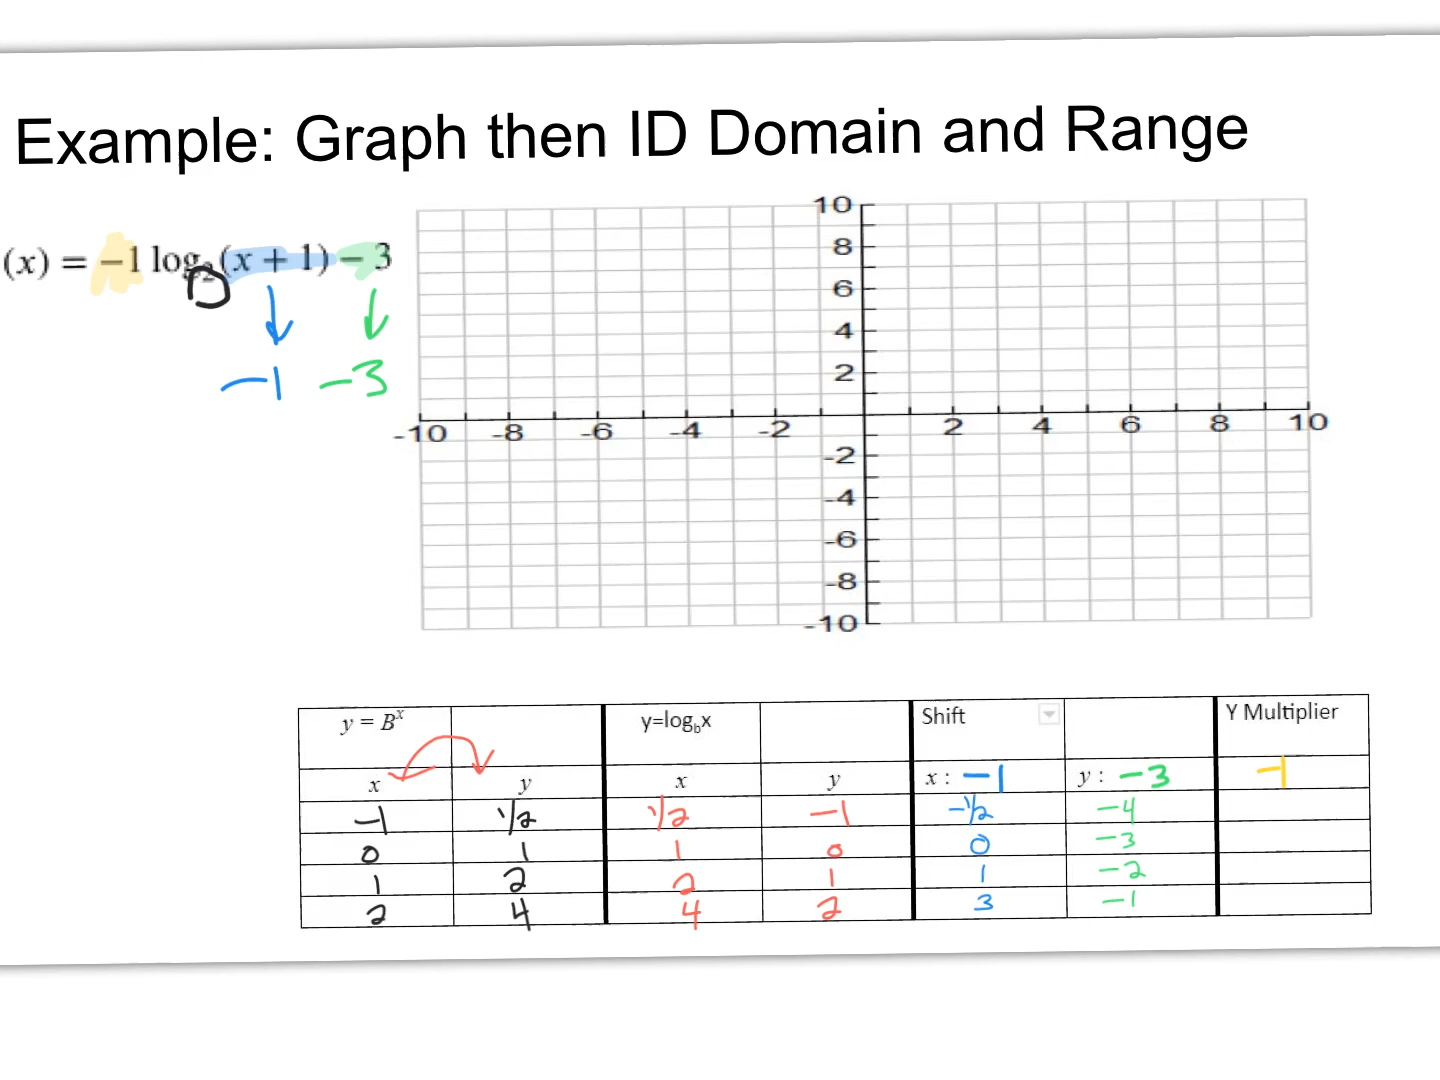 Example: Graph then ID Domain and Range
(x) = −1 log₂(x + 1) − 3
−1 −3
10
8
6
4
2
-10 -8 -6 -4 -2 2 4 6 8 10
-2
-4
-6
-8
-10
y = Bˣ y=log_b x Shift Y Multiplier
x y x y x : −1 y : −3 −1
−1 1/2 1/2 −1 −1/2 −4
0 1 1 0 0 −3
1 2 2 1 1 −2
2 4 4 2 3 −1